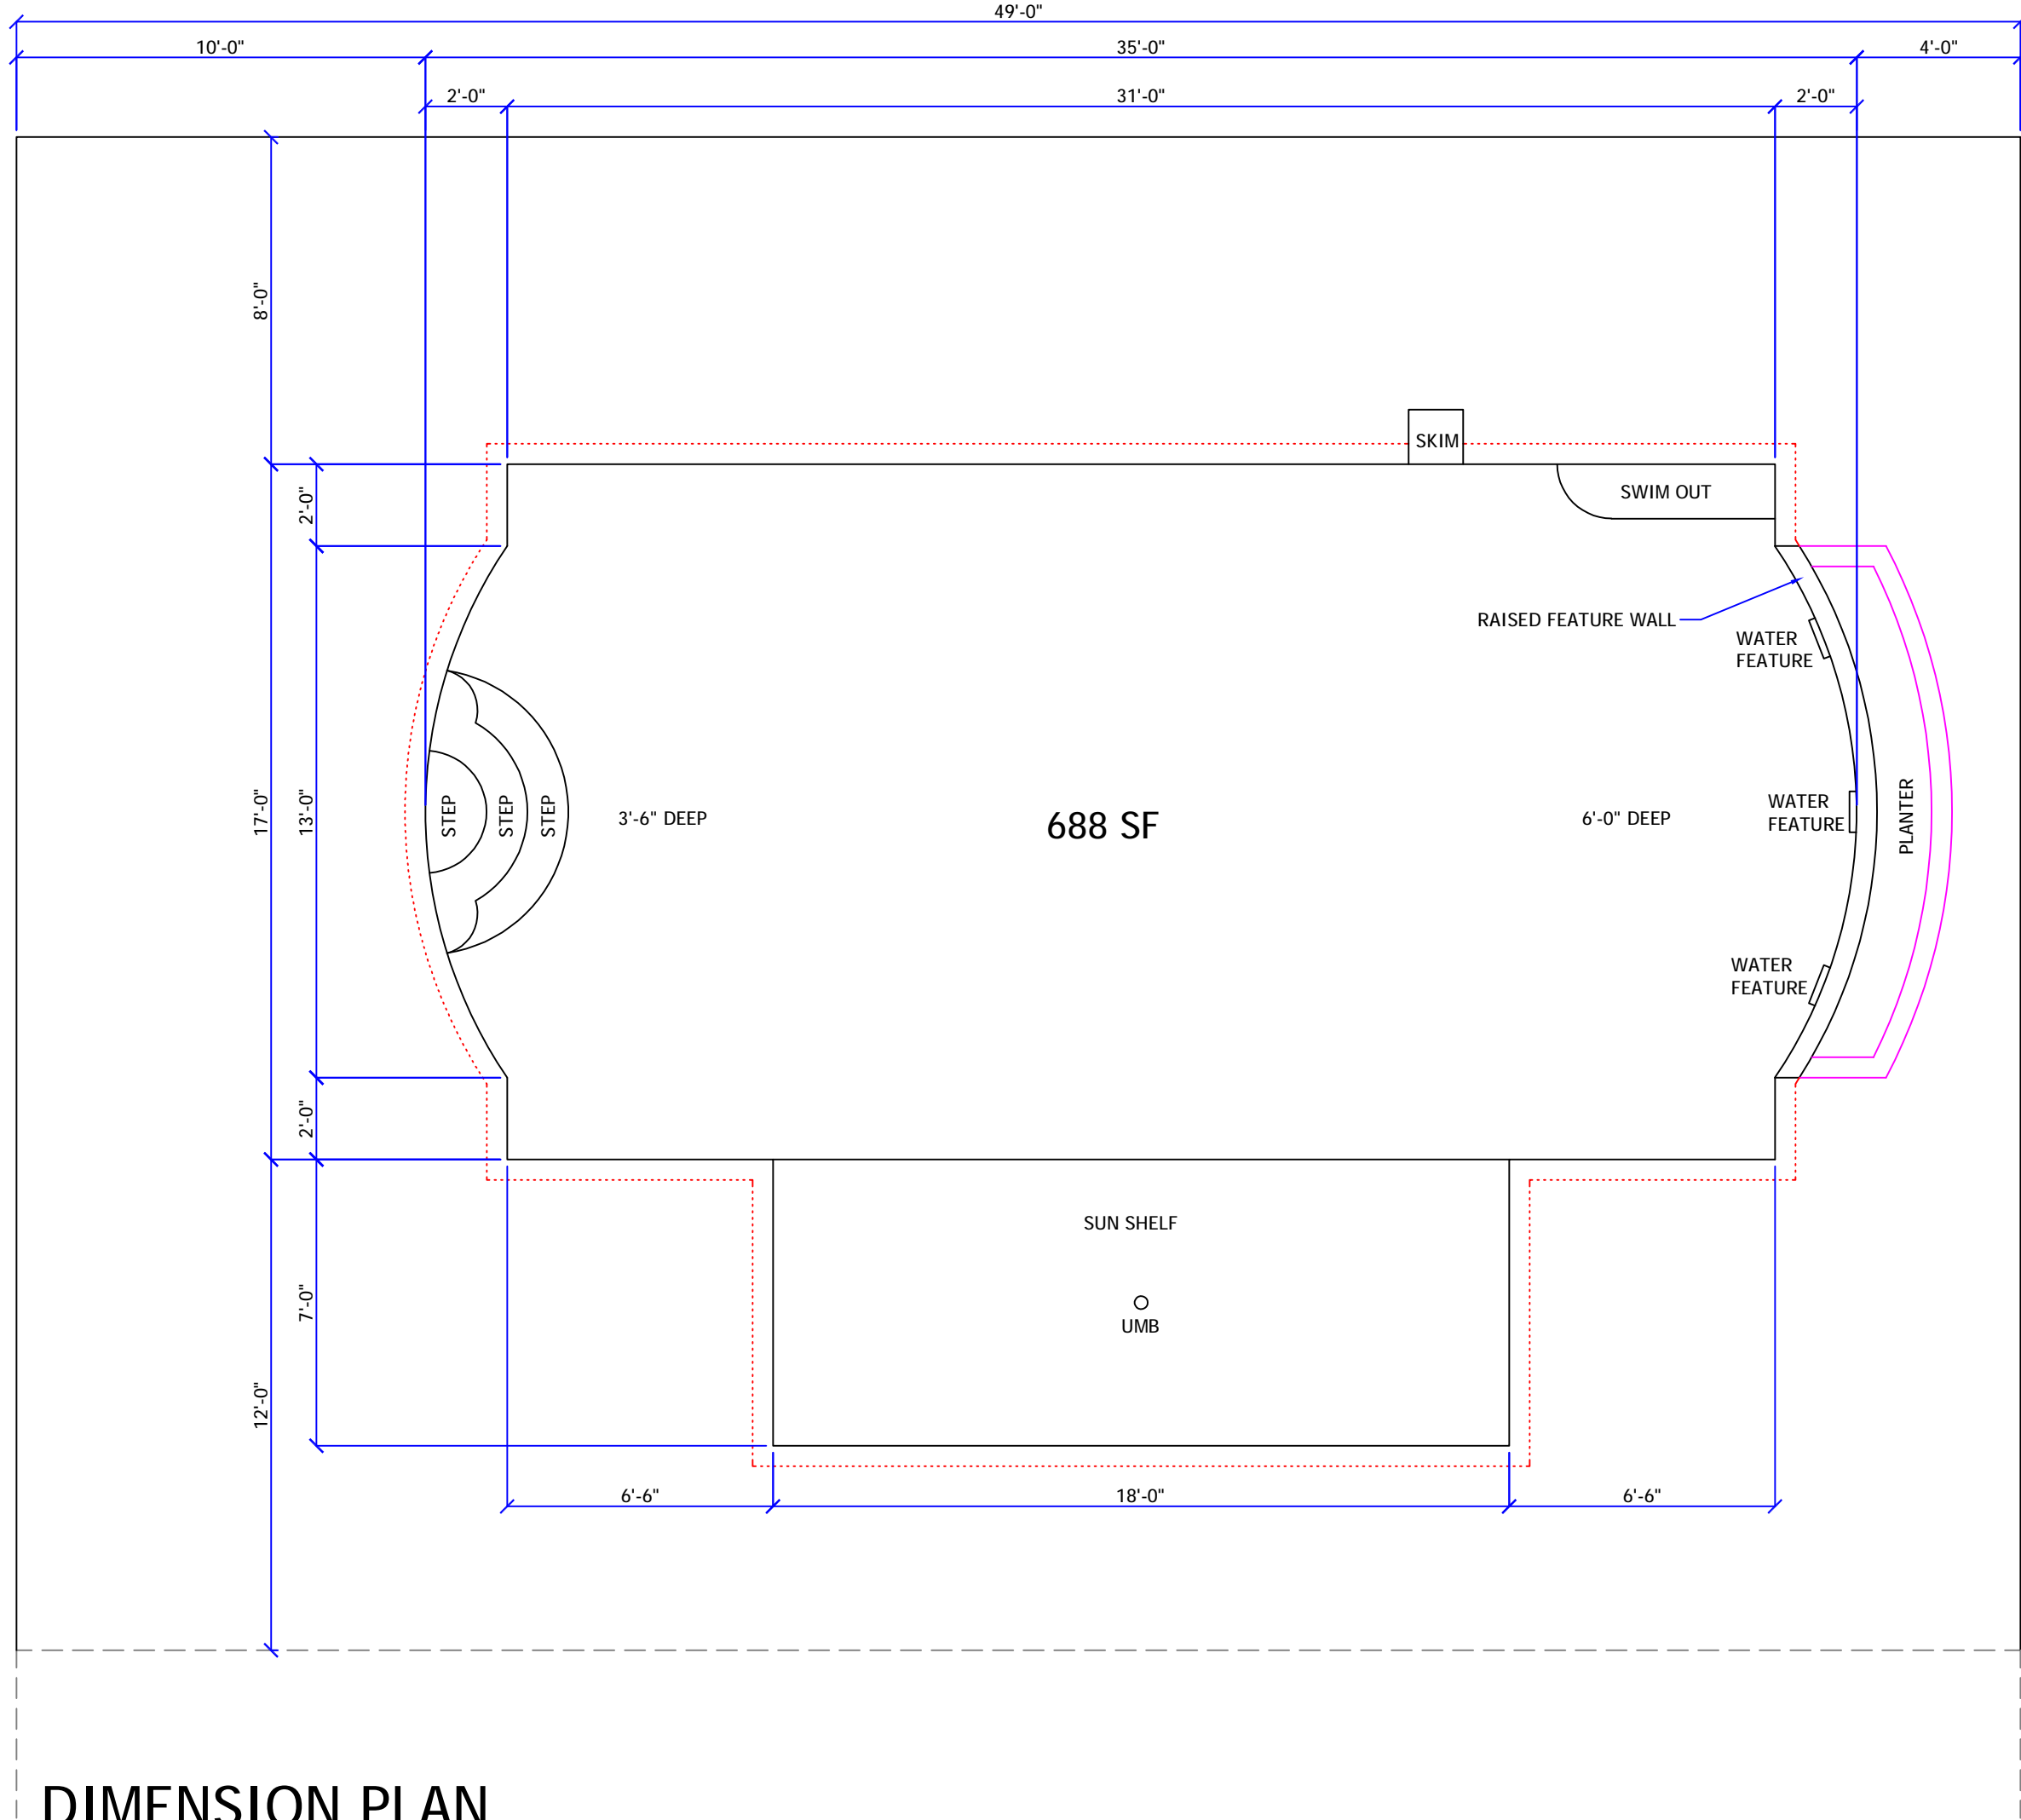 49'-0"
10'-0"
35'-0"
4'-0"
2'-0"
31'-0"
2'-0"
8'-0"
SKIM
2'-0"
SWIM OUT
RAISED FEATURE WALL
WATER
FEATURE
17'-0"
13'-0"
STEP
STEP
STEP
3'-6" DEEP
688 SF
6'-0" DEEP
WATER
FEATURE
PLANTER
WATER
FEATURE
2'-0"
SUN SHELF
7'-0"
UMB
12'-0"
6'-6"
18'-0"
6'-6"
DIMENSION PLAN